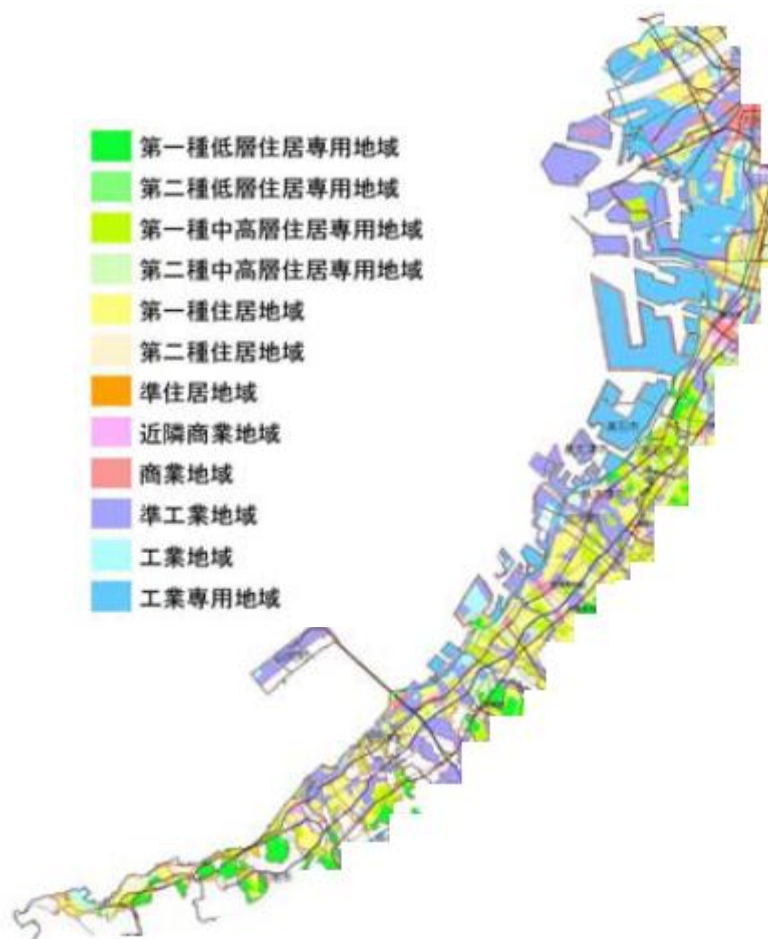 第一種低層住居専用地域
第二種低層住居専用地域
第一種中高層住居専用地域
第二種中高層住居専用地域
第一種住居地域
第二種住居地域
準住居地域
近隣商業地域
商業地域
準工業地域
工業地域
工業専用地域
高石市